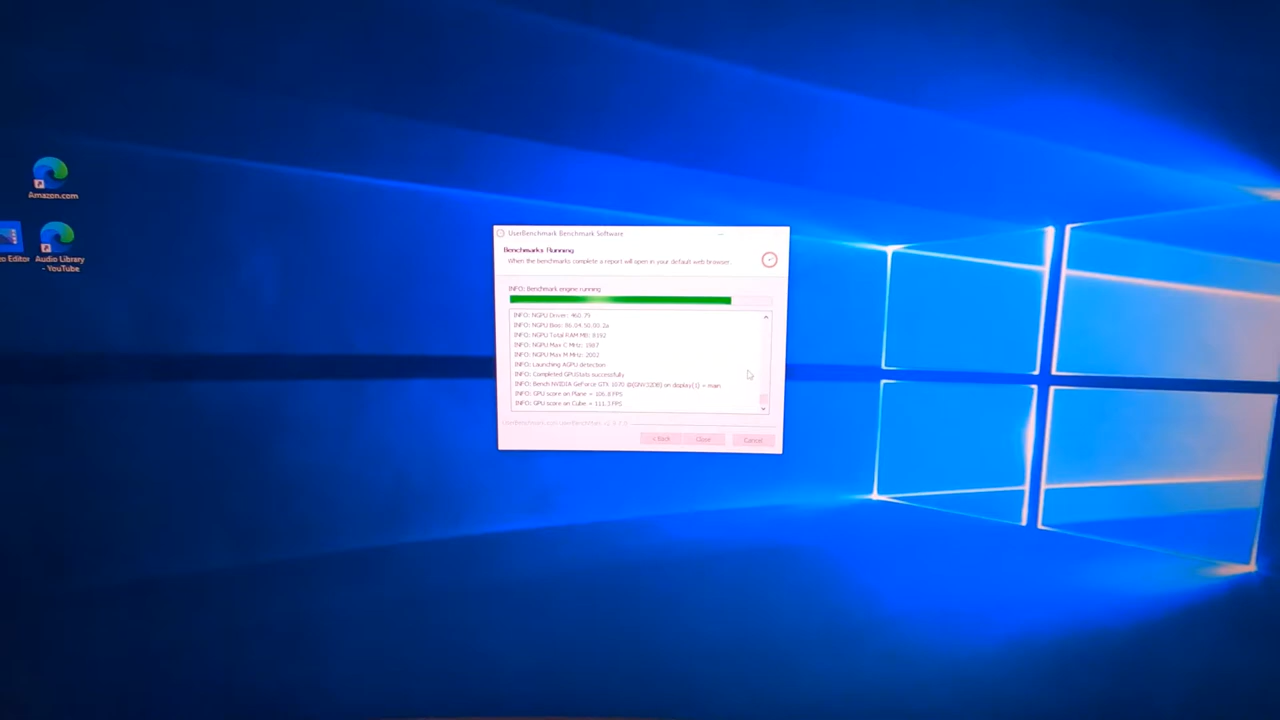 Amazon.com
Editor
Audio Library
- YouTube
UserBenchmark Benchmark Software
Benchmarks Running
When the benchmarks complete a report will open in your default web browser.
INFO: Benchmark engine running
INFO: NGPU Driver: 460.79
INFO: NGPU Bios: 86.04.50.00.2a
INFO: NGPU Total RAM MB: 8192
INFO: NGPU Max C MHz: 1987
INFO: NGPU Max M MHz: 2002
INFO: Launching AGPU detection
INFO: Completed GPUStub successfully
INFO: Bench NVIDIA GeForce GTX 1070 on display[1] = main
INFO: GPU score on Plane = 106.8 FPS
INFO: GPU score on Cube = 111.3 FPS
< Back
Close
Cancel